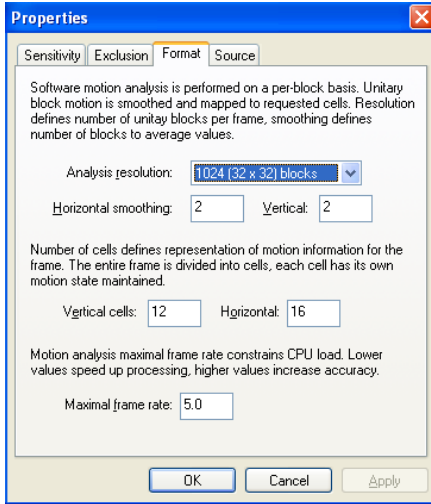 Properties
Sensitivity Exclusion Format Source
Software motion analysis is performed on a per-block basis. Unitary
block motion is smoothed and mapped to requested cells. Resolution
defines number of unitay blocks per frame, smoothing defines
number of blocks to average values.
Analysis resolution: 1024 (32 x 32) blocks
Horizontal smoothing: 2 Vertical: 2
Number of cells defines representation of motion information for the
frame. The entire frame is divided into cells, each cell has its own
motion state maintained.
Vertical cells: 12 Horizontal: 16
Motion analysis maximal frame rate constrains CPU load. Lower
values speed up processing, higher values increase accuracy.
Maximal frame rate: 5.0
OK Cancel Apply